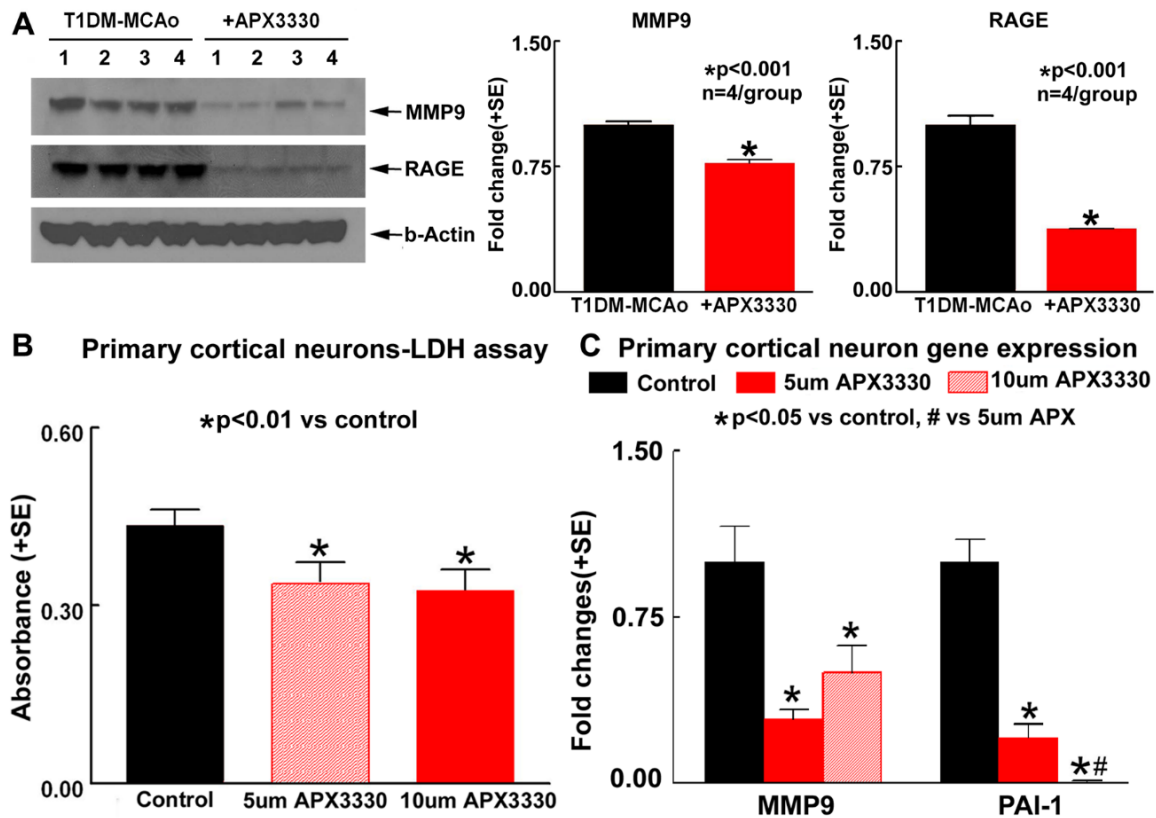 A
T1DM-MCAo +APX3330
1 2 3 4 1 2 3 4
MMP9
RAGE
b-Actin
MMP9
1.50
0.75
0.00
Fold change(+SE)
*p<0.001
n=4/group
*
T1DM-MCAo +APX3330
RAGE
1.50
0.75
0.00
Fold change(+SE)
*p<0.001
n=4/group
*
T1DM-MCAo +APX3330
B Primary cortical neurons-LDH assay
*p<0.01 vs control
0.60
0.30
0.00
Absorbance (+SE)
* *
Control 5um APX3330 10um APX3330
C Primary cortical neuron gene expression
Control 5um APX3330 10um APX3330
*p<0.05 vs control, # vs 5um APX
1.50
0.75
0.00
Fold changes(+SE)
* * * *#
MMP9 PAI-1